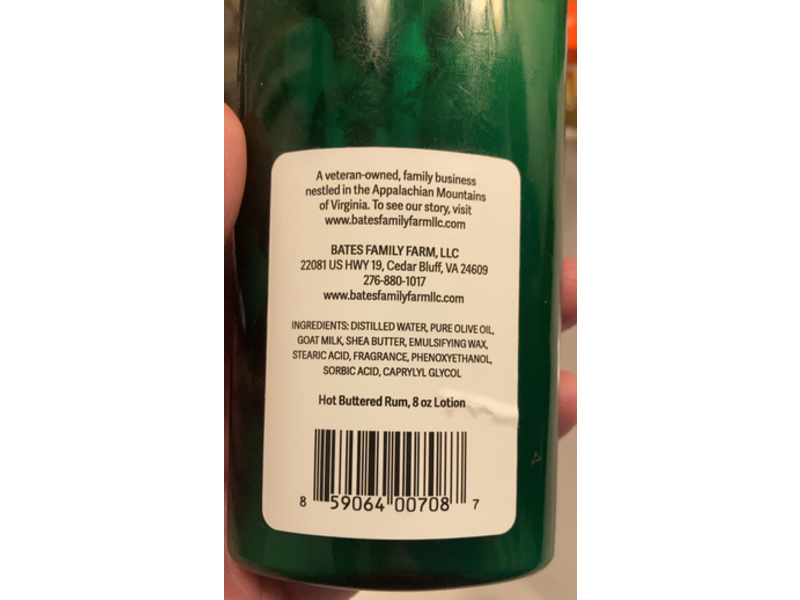 A veteran-owned, family business
nestled in the Appalachian Mountains
of Virginia. To see our story, visit
www.batesfamilyfarmllc.com
BATES FAMILY FARM, LLC
22081 US HWY 19, Cedar Bluff, VA 24609
276-880-1017
www.batesfamilyfarmllc.com
INGREDIENTS: DISTILLED WATER, PURE OLIVE OIL,
GOAT MILK, SHEA BUTTER, EMULSIFYING WAX,
STEARIC ACID, FRAGRANCE, PHENOXYETHANOL,
SORBIC ACID, CAPRYLYL GLYCOL
Hot Buttered Rum, 8 oz Lotion
8 59064 00708 7